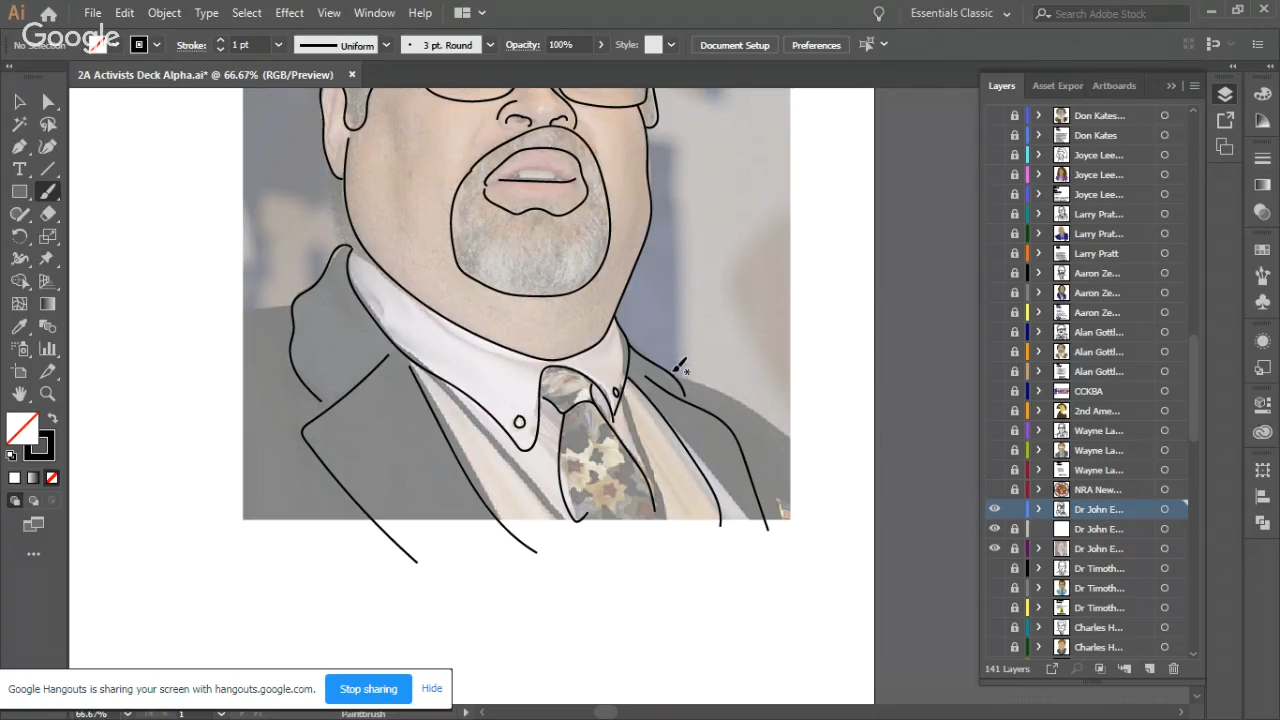 Ai File Edit Object Type Select Effect View Window Help Essentials Classic Search Adobe Stock
Google
No Selection Stroke: 1 pt Uniform 3 pt. Round Opacity: 100% Style: Document Setup Preferences
2A Activists Deck Alpha.ai* @ 66.67% (RGB/Preview) ×
Layers Asset Expor Artboards
Don Kates...
Don Kates
Joyce Lee...
Joyce Lee...
Joyce Lee...
Larry Prat...
Larry Prat...
Larry Pratt
Aaron Ze...
Aaron Ze...
Aaron Ze...
Alan Gottl...
Alan Gottl...
Alan Gottl...
CCKBA
2nd Ame...
Wayne La...
Wayne La...
Wayne La...
NRA New...
Dr John E...
Dr John E...
Dr John E...
Dr Timoth...
Dr Timoth...
Dr Timoth...
Charles H...
Charles H...
141 Layers
Google Hangouts is sharing your screen with hangouts.google.com. Stop sharing Hide
66.67% 1 Paintbrush